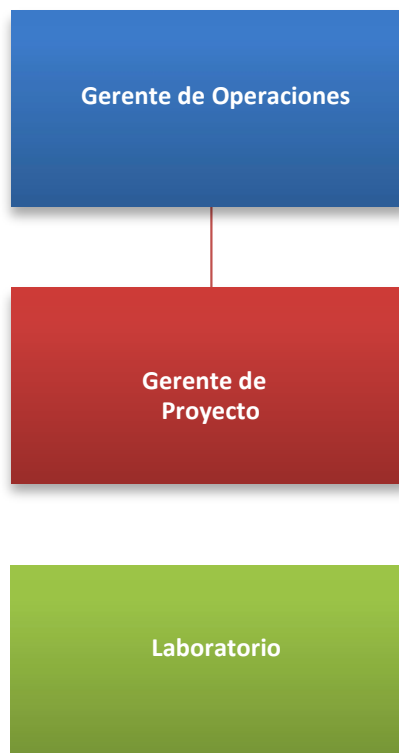 Gerente de Operaciones
Gerente de
Proyecto
Laboratorio